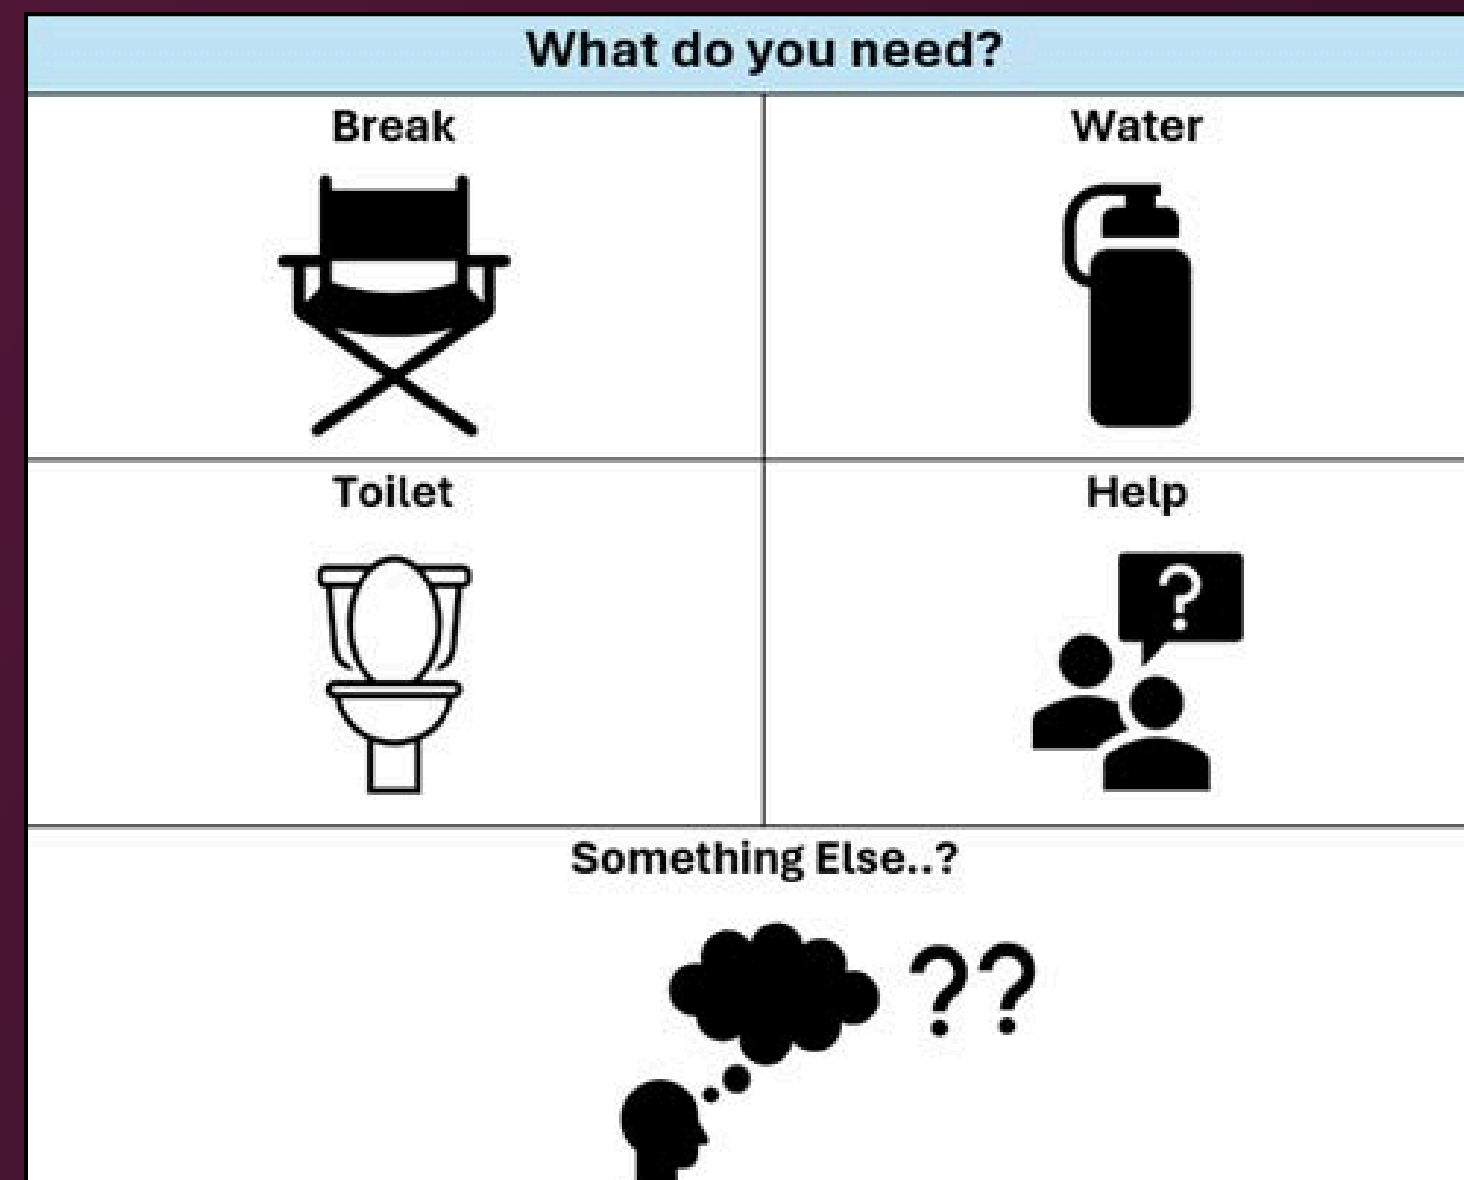 What do you need?
Break
Water
Toilet
Help
?
Something Else..?
??